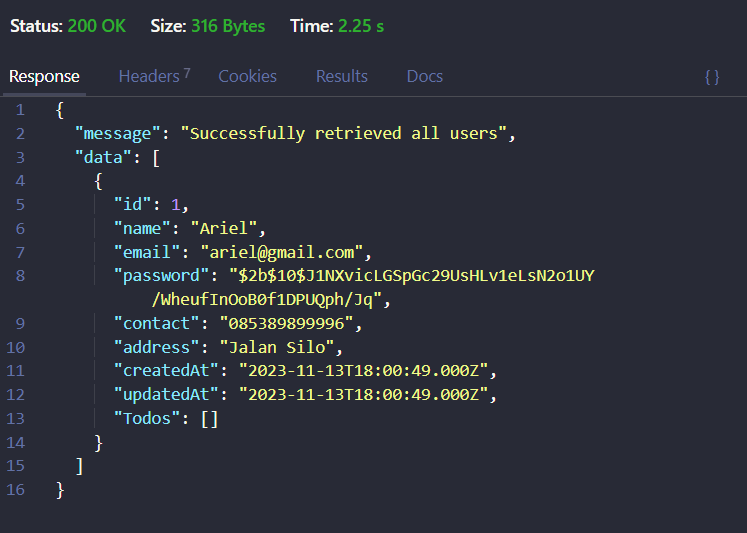 Status: 200 OK Size: 316 Bytes Time: 2.25 s
Response Headers 7 Cookies Results Docs { }
1 {
2 "message": "Successfully retrieved all users",
3 "data": [
4 {
5 "id": 1,
6 "name": "Ariel",
7 "email": "ariel@gmail.com",
8 "password": "$2b$10$J1NXvicLGSpGc29UsHLv1eLsN2o1UY
/WheufInOoB0f1DPUQph/Jq",
9 "contact": "085389899996",
10 "address": "Jalan Silo",
11 "createdAt": "2023-11-13T18:00:49.000Z",
12 "updatedAt": "2023-11-13T18:00:49.000Z",
13 "Todos": []
14 }
15 ]
16 }